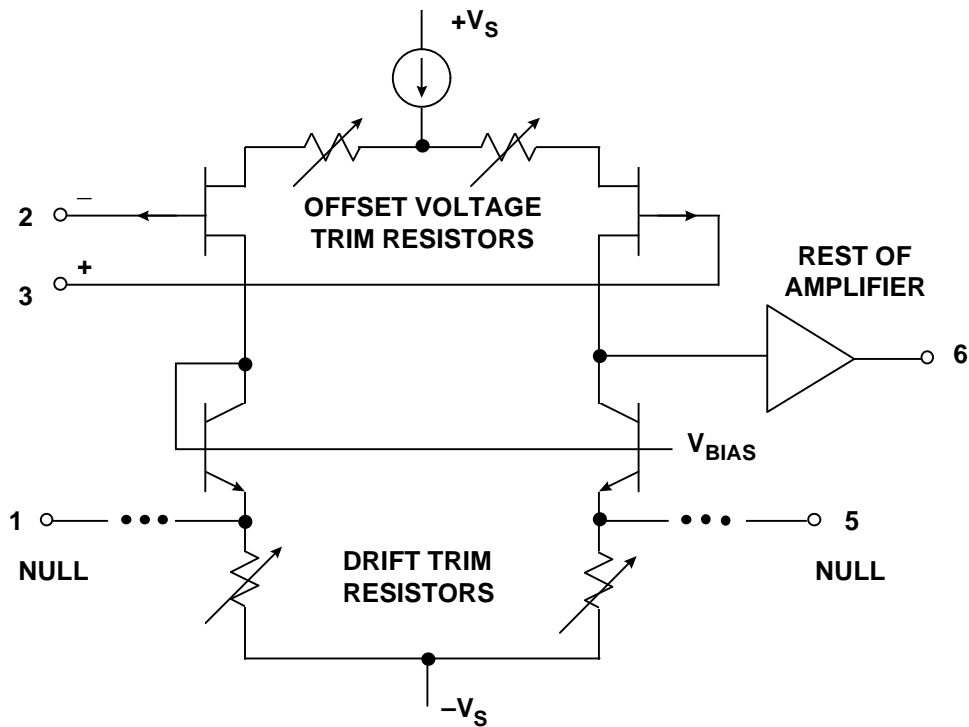 +VS
2
–
OFFSET VOLTAGE
TRIM RESISTORS
+
3
REST OF
AMPLIFIER
6
VBIAS
1
5
NULL
DRIFT TRIM
RESISTORS
NULL
–VS